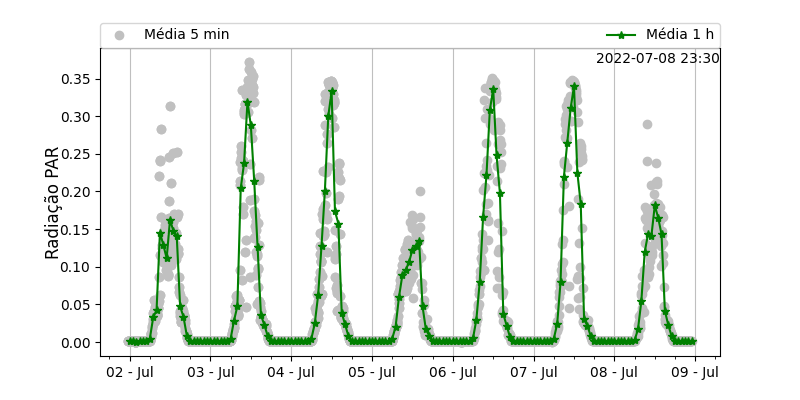 Média 5 min
Média 1 h
2022-07-08 23:30
Radiação PAR
0.35
0.30
0.25
0.20
0.15
0.10
0.05
0.00
02 - Jul
03 - Jul
04 - Jul
05 - Jul
06 - Jul
07 - Jul
08 - Jul
09 - Jul